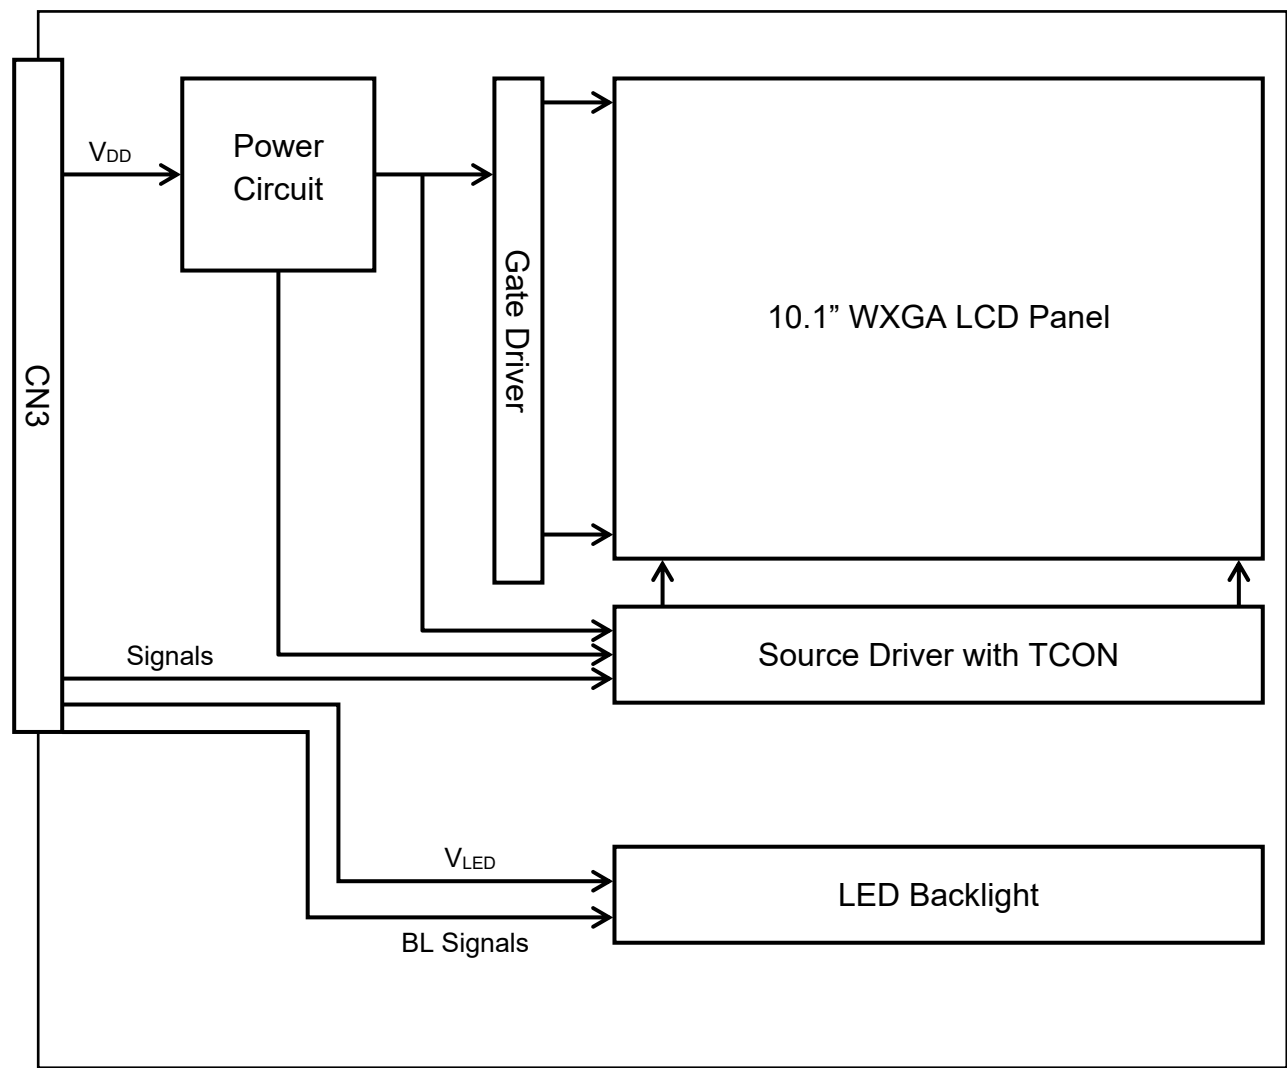 VDD
Power
Circuit
Gate Driver
10.1” WXGA LCD Panel
CN3
Signals
Source Driver with TCON
VLED
LED Backlight
BL Signals